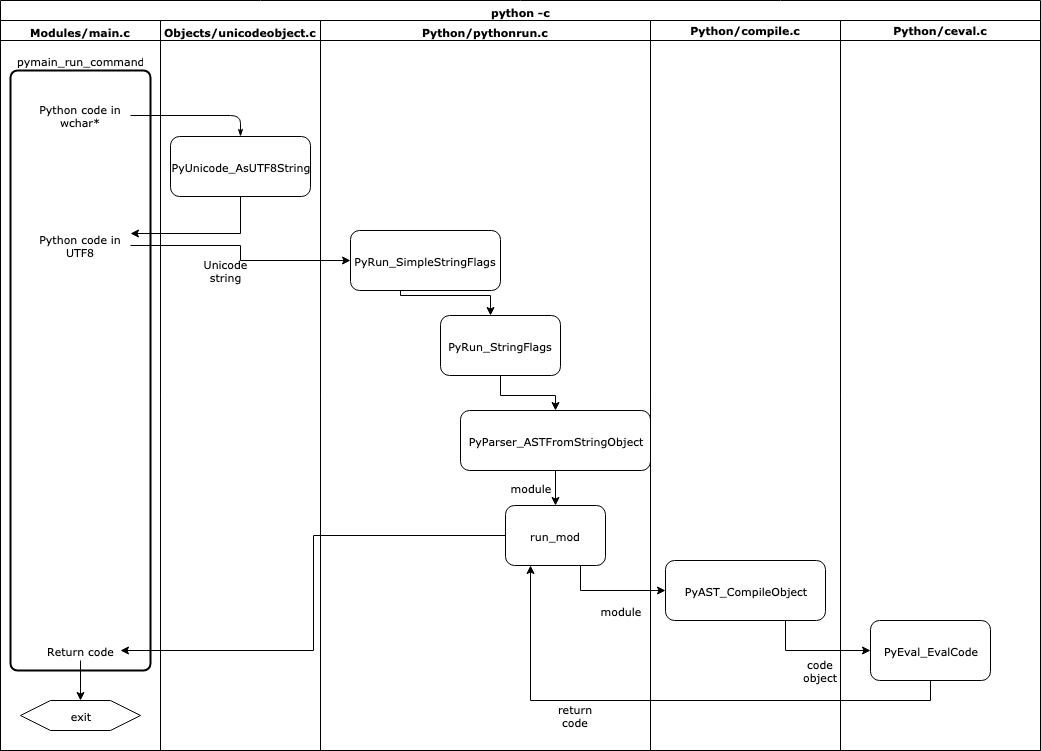 python -c
Modules/main.c
Objects/unicodeobject.c
Python/pythonrun.c
Python/compile.c
Python/ceval.c
pymain_run_command
Python code in
wchar*
PyUnicode_AsUTF8String
Python code in
UTF8
Unicode
string
PyRun_SimpleStringFlags
PyRun_StringFlags
PyParser_ASTFromStringObject
module
run_mod
PyAST_CompileObject
module
Return code
PyEval_EvalCode
code
object
return
code
exit